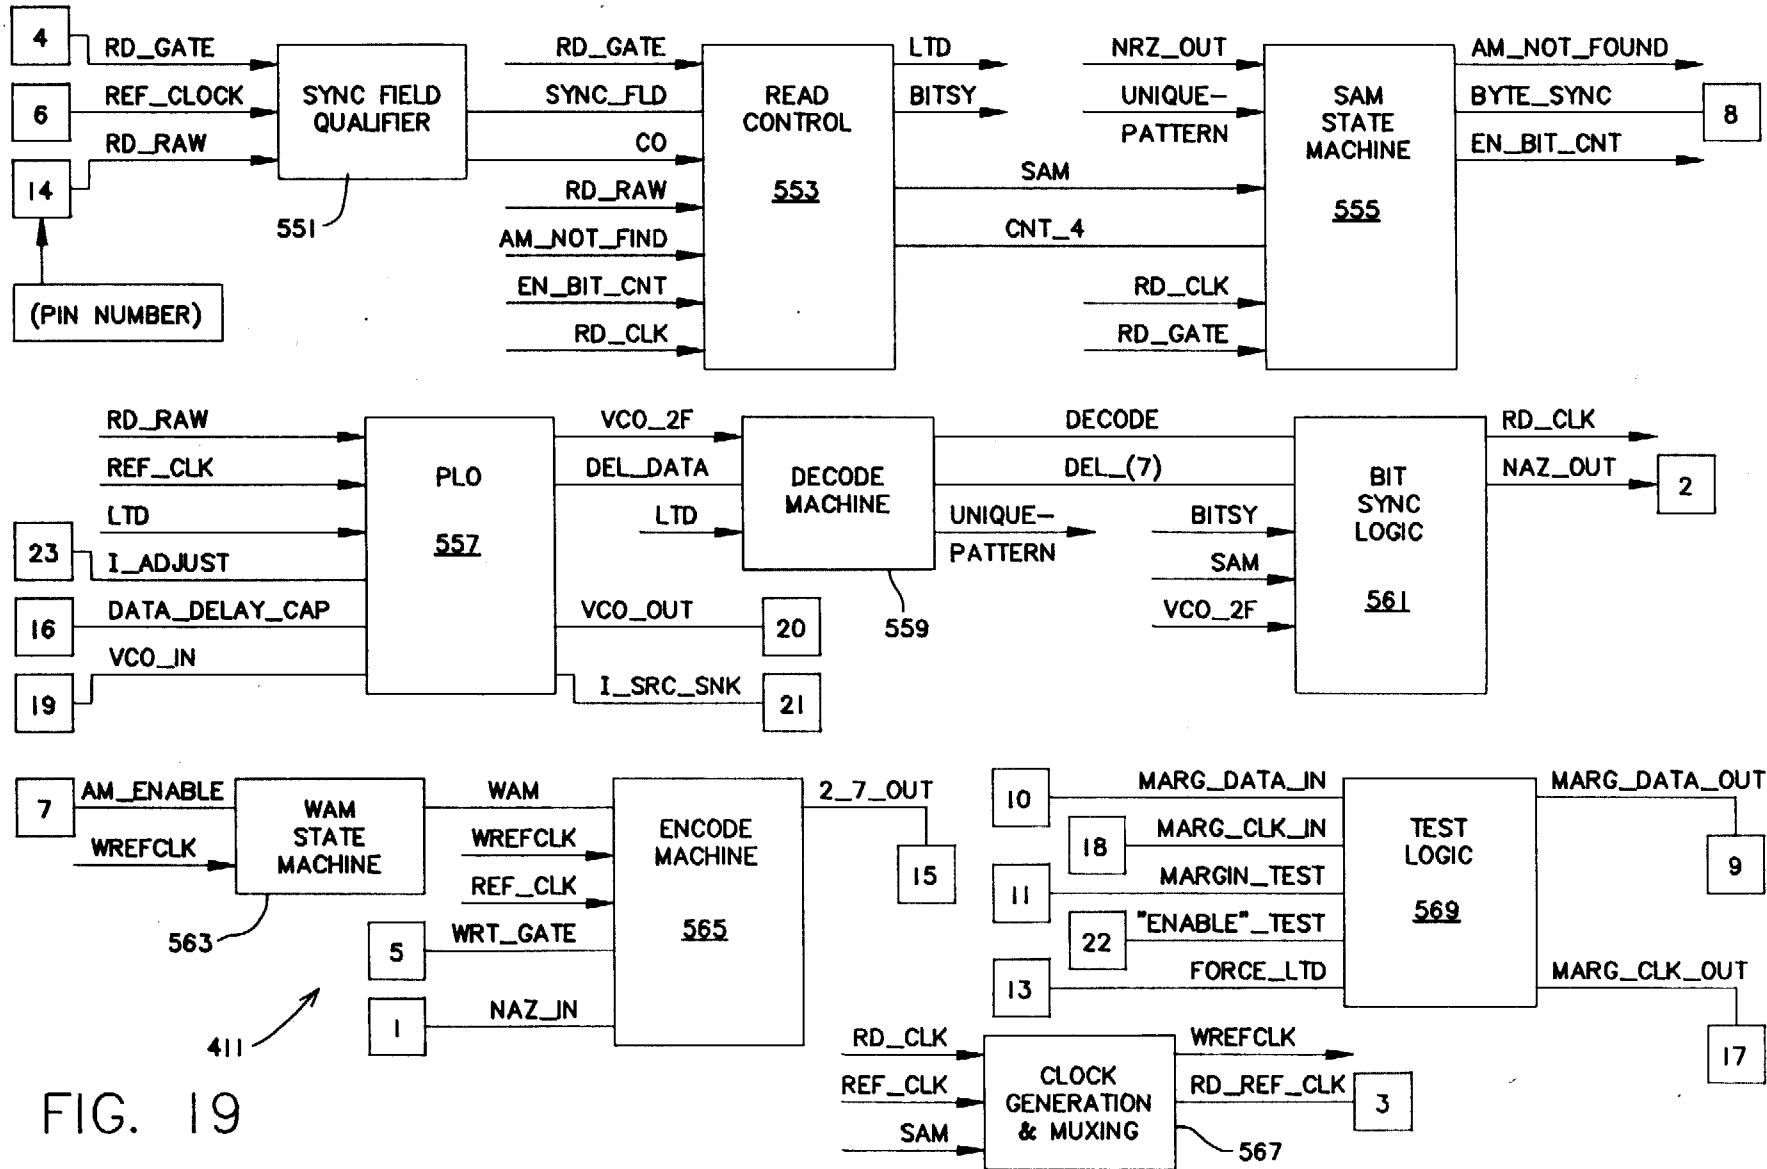 4
RD_GATE
6
REF_CLOCK
RD_RAW
14
(PIN NUMBER)
SYNC FIELD
QUALIFIER
551
RD_GATE
SYNC_FLD
CO
RD_RAW
AM_NOT_FIND
EN_BIT_CNT
RD_CLK
READ
CONTROL
553
LTD
BITSY
SAM
CNT_4
NRZ_OUT
UNIQUE-
PATTERN
RD_CLK
RD_GATE
SAM
STATE
MACHINE
555
AM_NOT_FOUND
BYTE_SYNC
8
EN_BIT_CNT
RD_RAW
REF_CLK
LTD
23
I_ADJUST
16
DATA_DELAY_CAP
VCO_IN
19
PLO
557
VCO_2F
DEL_DATA
LTD
VCO_OUT
20
I_SRC_SNK
21
DECODE
MACHINE
559
DECODE
DEL_(7)
UNIQUE-
PATTERN
BITSY
SAM
VCO_2F
BIT
SYNC
LOGIC
561
RD_CLK
NAZ_OUT
2
7
AM_ENABLE
WREFCLK
WAM
STATE
MACHINE
563
WAM
WREFCLK
REF_CLK
5
WRT_GATE
1
NAZ_IN
ENCODE
MACHINE
565
2_7_OUT
15
10
MARG_DATA_IN
18
MARG_CLK_IN
11
MARGIN_TEST
22
"ENABLE"_TEST
13
FORCE_LTD
TEST
LOGIC
569
MARG_DATA_OUT
9
MARG_CLK_OUT
17
RD_CLK
REF_CLK
SAM
CLOCK
GENERATION
& MUXING
567
WREFCLK
RD_REF_CLK
3
411
FIG. 19